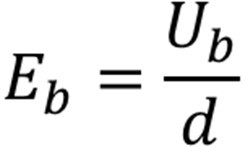 E_b = U_b / d